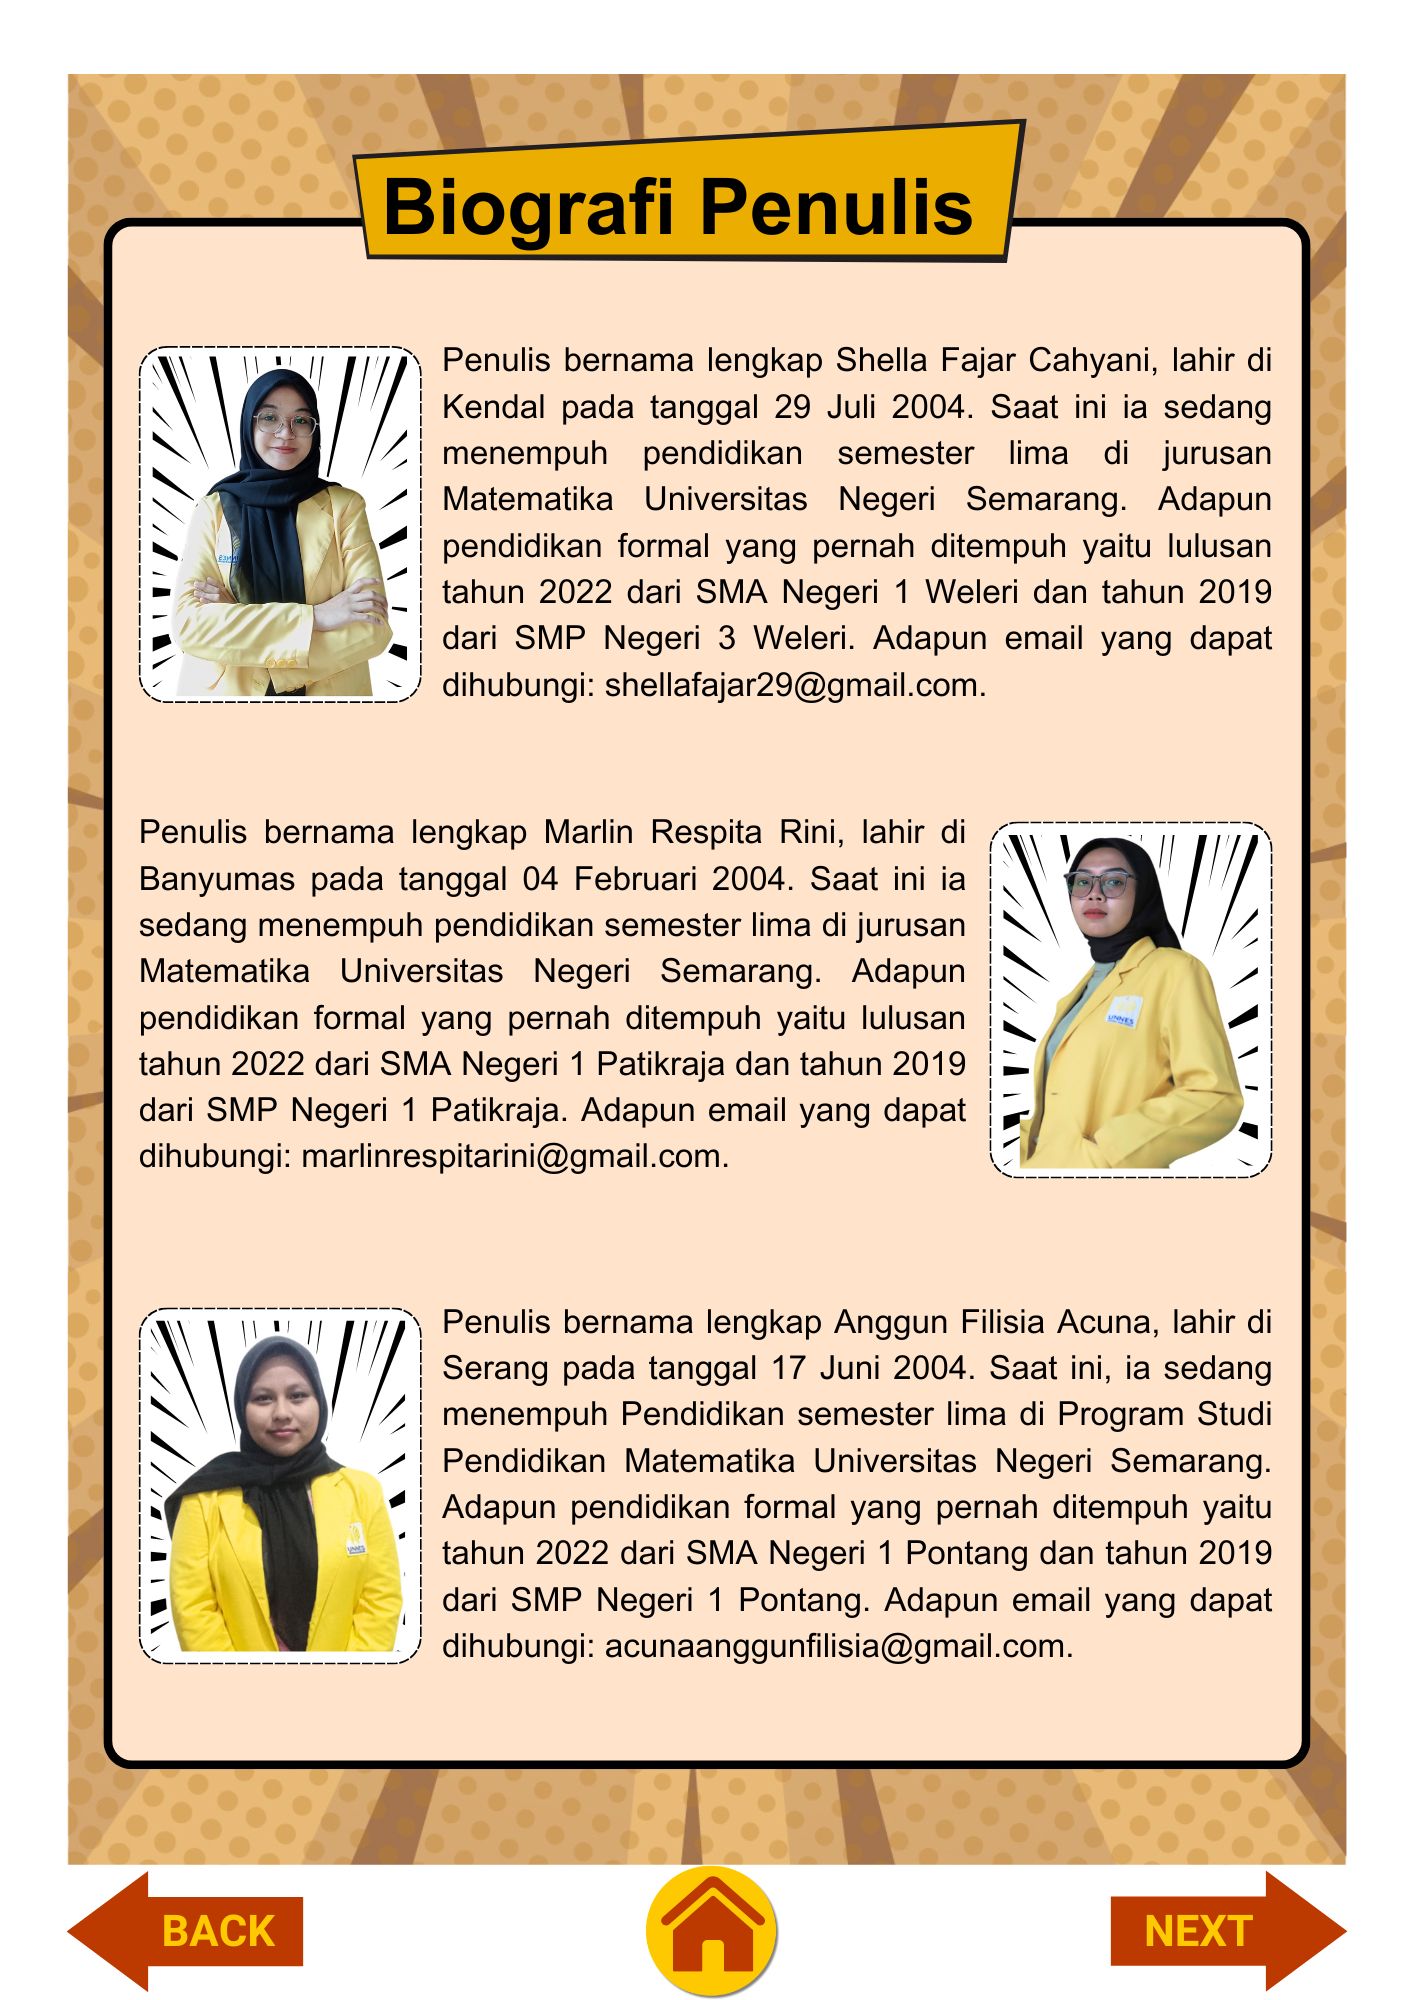 Biografi Penulis
Penulis bernama lengkap Shella Fajar Cahyani, lahir di
Kendal pada tanggal 29 Juli 2004. Saat ini ia sedang
menempuh pendidikan semester lima di jurusan
Matematika Universitas Negeri Semarang. Adapun
pendidikan formal yang pernah ditempuh yaitu lulusan
tahun 2022 dari SMA Negeri 1 Weleri dan tahun 2019
dari SMP Negeri 3 Weleri. Adapun email yang dapat
dihubungi: shellafajar29@gmail.com.
Penulis bernama lengkap Marlin Respita Rini, lahir di
Banyumas pada tanggal 04 Februari 2004. Saat ini ia
sedang menempuh pendidikan semester lima di jurusan
Matematika Universitas Negeri Semarang. Adapun
pendidikan formal yang pernah ditempuh yaitu lulusan
tahun 2022 dari SMA Negeri 1 Patikraja dan tahun 2019
dari SMP Negeri 1 Patikraja. Adapun email yang dapat
dihubungi: marlinrespitarini@gmail.com.
UNNES
Penulis bernama lengkap Anggun Filisia Acuna, lahir di
Serang pada tanggal 17 Juni 2004. Saat ini, ia sedang
menempuh Pendidikan semester lima di Program Studi
Pendidikan Matematika Universitas Negeri Semarang.
Adapun pendidikan formal yang pernah ditempuh yaitu
tahun 2022 dari SMA Negeri 1 Pontang dan tahun 2019
dari SMP Negeri 1 Pontang. Adapun email yang dapat
dihubungi: acunaanggunfilisia@gmail.com.
UNNES
BACK
NEXT